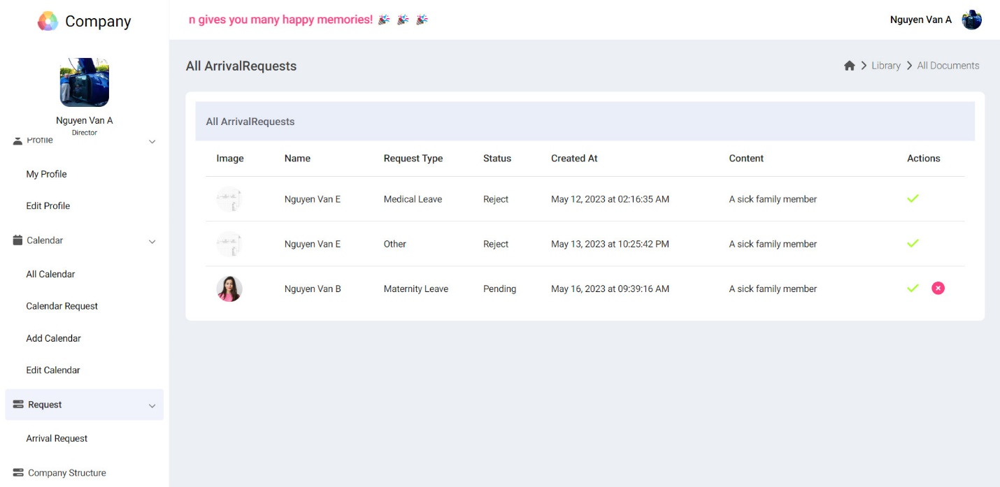 Company
n gives you many happy memories! 🎉 🎉 🎉
Nguyen Van A
Nguyen Van A
Director
Profile
My Profile
Edit Profile
Calendar
All Calendar
Calendar Request
Add Calendar
Edit Calendar
Request
Arrival Request
Company Structure
All ArrivalRequests
Library
All Documents
All ArrivalRequests
Image Name Request Type Status Created At Content Actions
Nguyen Van E Medical Leave Reject May 12, 2023 at 02:16:35 AM A sick family member
Nguyen Van E Other Reject May 13, 2023 at 10:25:42 PM A sick family member
Nguyen Van B Maternity Leave Pending May 16, 2023 at 09:39:16 AM A sick family member